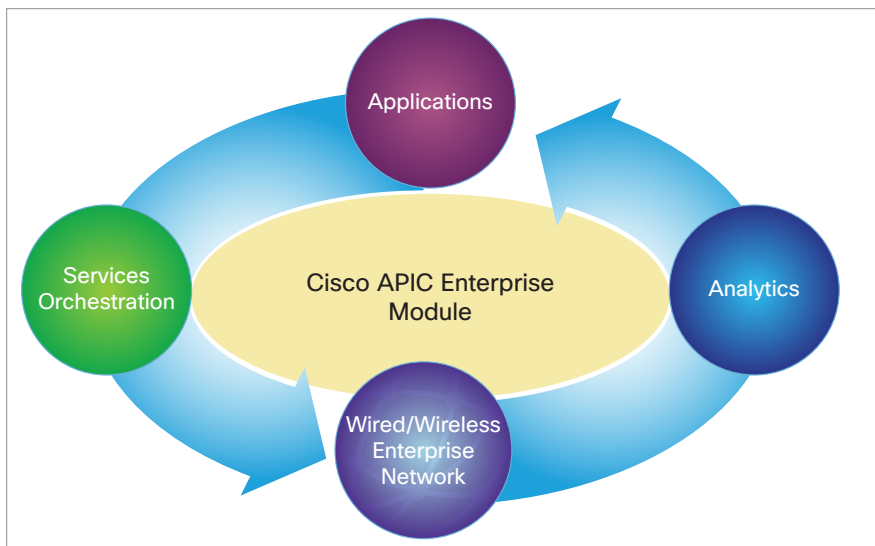 Applications
Services
Orchestration
Cisco APIC Enterprise
Module
Analytics
Wired/Wireless
Enterprise
Network